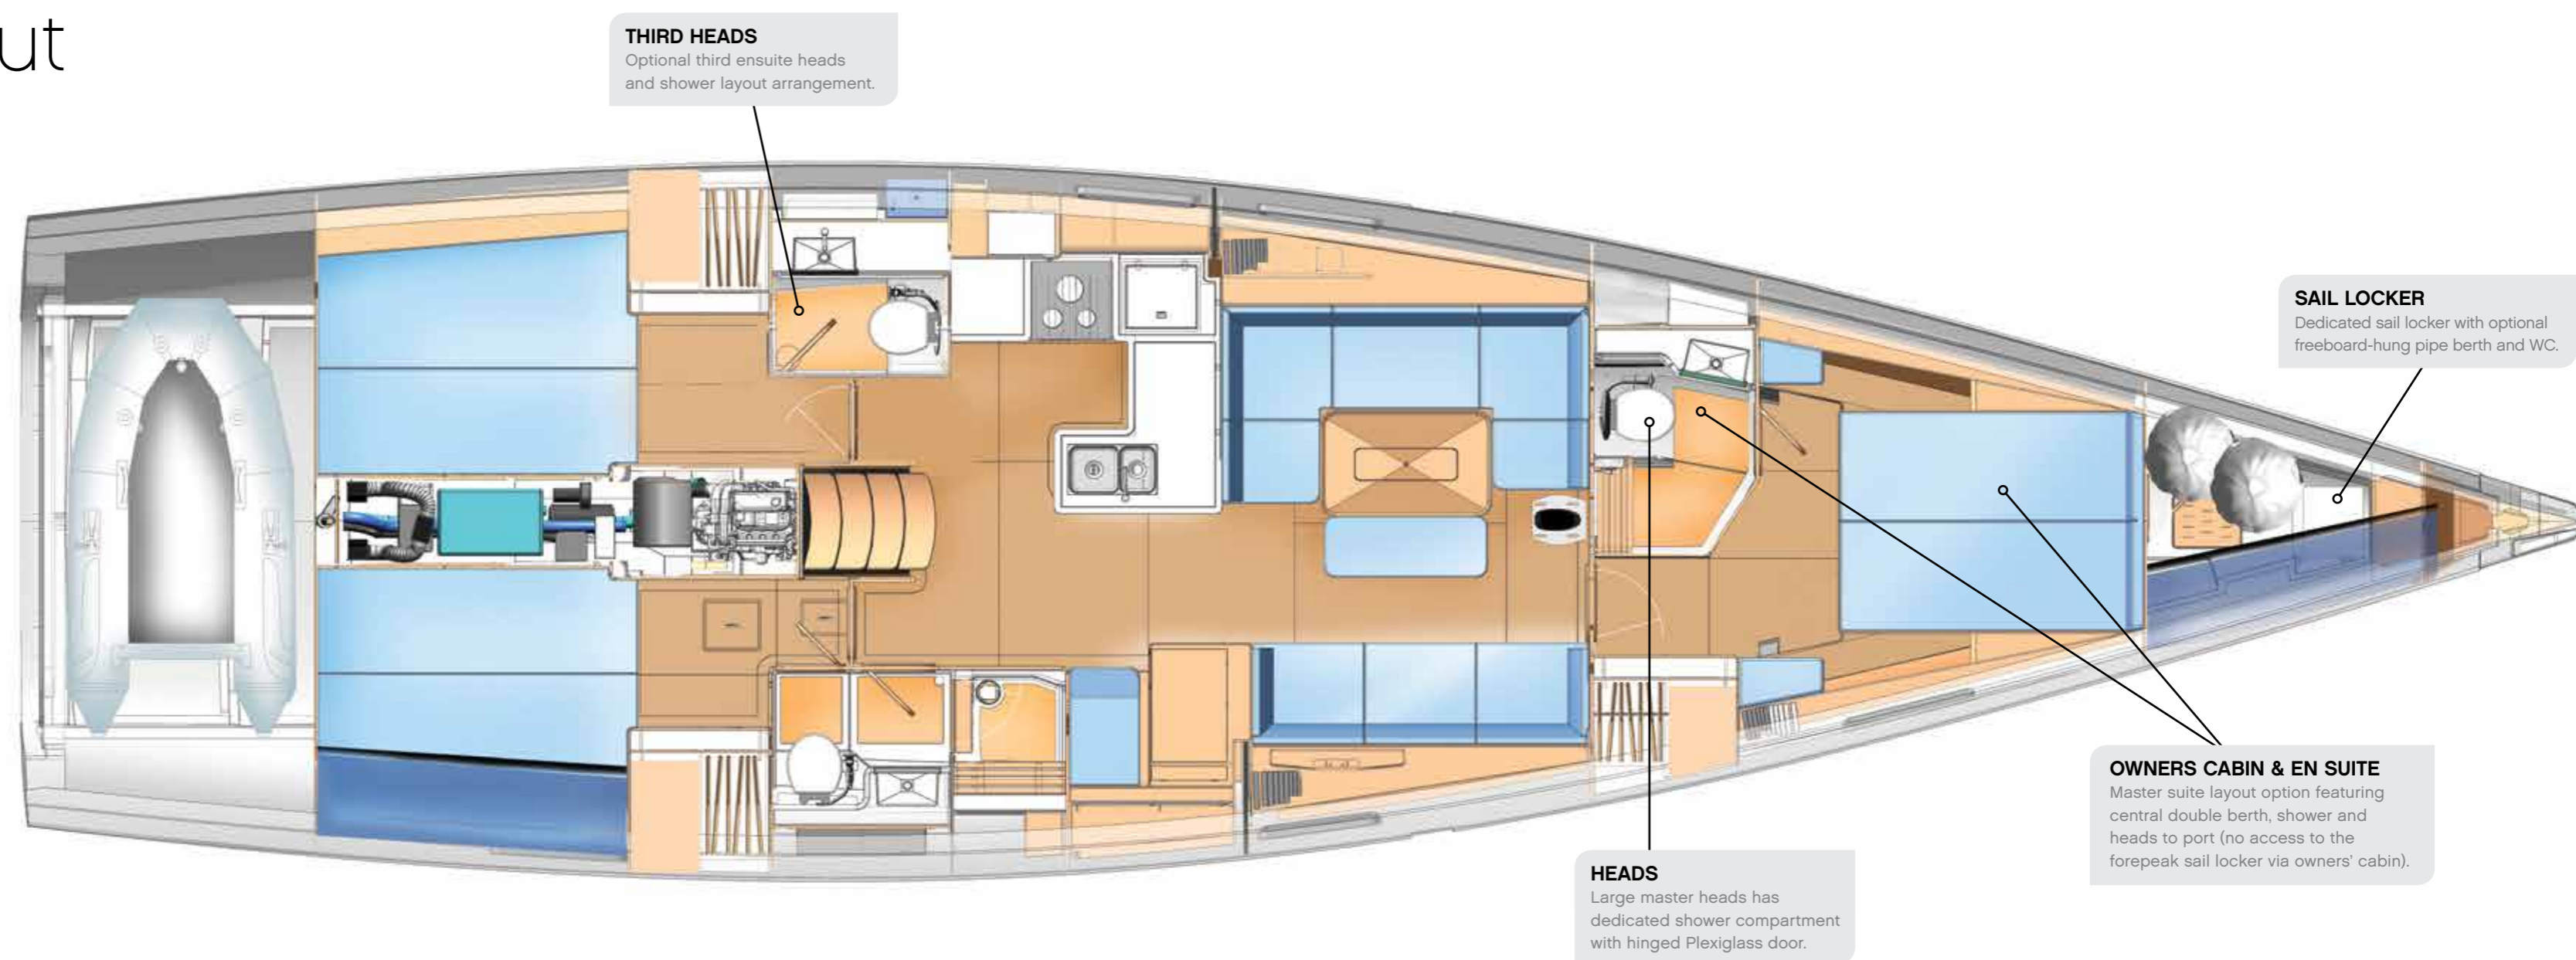 ut
THIRD HEADS
Optional third ensuite heads
and shower layout arrangement.
SAIL LOCKER
Dedicated sail locker with optional
freeboard-hung pipe berth and WC.
OWNERS CABIN & EN SUITE
Master suite layout option featuring
central double berth, shower and
heads to port (no access to the
forepeak sail locker via owners' cabin).
HEADS
Large master heads has
dedicated shower compartment
with hinged Plexiglass door.